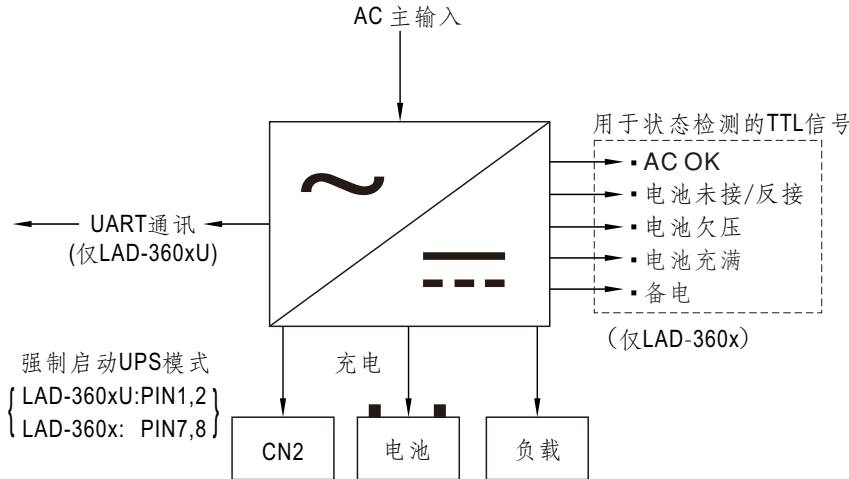 AC 主输入
用于状态检测的TTL信号
▪ AC OK
▪ 电池未接/反接
▪ 电池欠压
▪ 电池充满
▪ 备电
(仅LAD-360x)
UART通讯
(仅LAD-360xU)
强制启动UPS模式
LAD-360xU:PIN1,2
LAD-360x: PIN7,8
充电
CN2
电池
负载